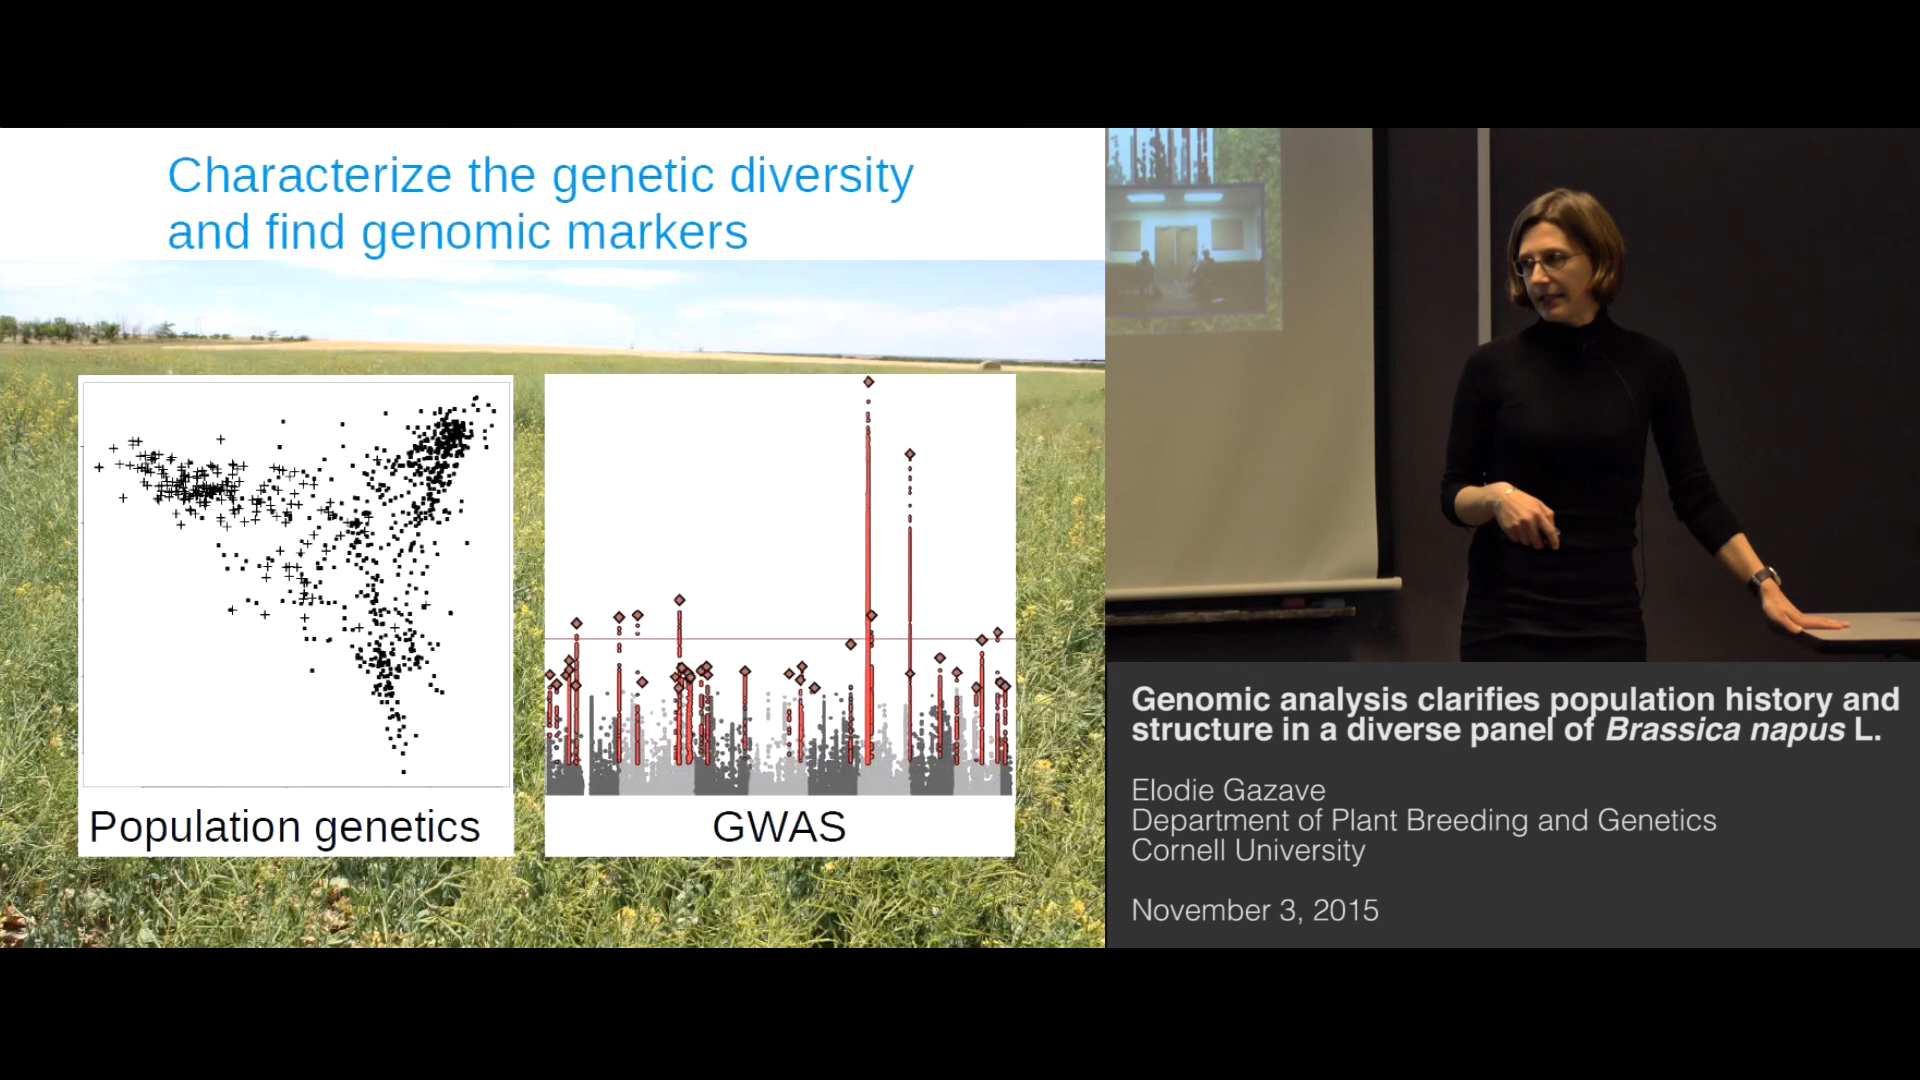 Characterize the genetic diversity
and find genomic markers
Population genetics
GWAS
Genomic analysis clarifies population history and
structure in a diverse panel of Brassica napus L.
Elodie Gazave
Department of Plant Breeding and Genetics
Cornell University
November 3, 2015